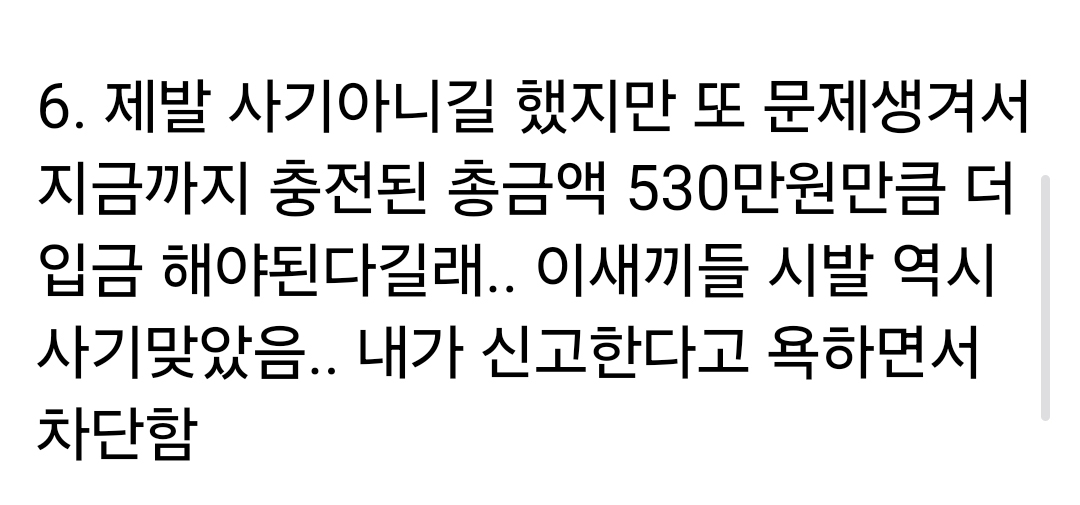 6. 제발 사기아니길 했지만 또 문제생겨서
지금까지 충전된 총금액 530만원만큼 더
입금 해야된다길래.. 이새끼들 시발 역시
사기맞았음.. 내가 신고한다고 욕하면서
차단함